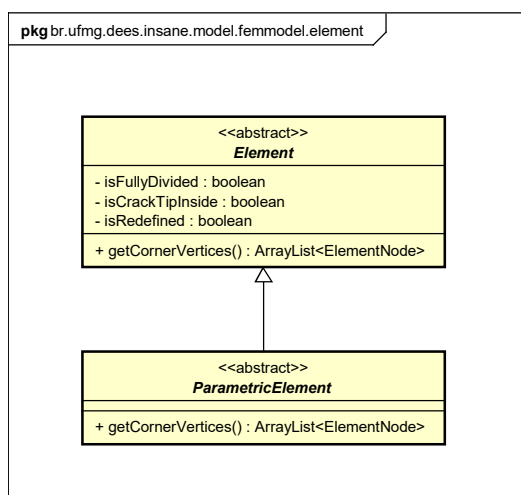 pkg br.ufmg.dees.insane.model.femmodel.element
<<abstract>>
Element
- isFullyDivided : boolean
- isCrackTipInside : boolean
- isRedefined : boolean
+ getCornerVertices() : ArrayList<ElementNode>
<<abstract>>
ParametricElement
+ getCornerVertices() : ArrayList<ElementNode>